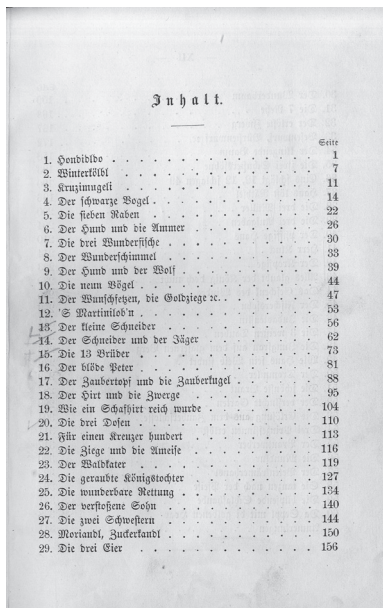 Inhalt.
Seite
1. Hondidldo . . . . . . . . . . . . . . 1
2. Winterkölbl . . . . . . . . . . . . . 7
3. Kruzimugeli . . . . . . . . . . . . . 11
4. Der schwarze Vogel . . . . . . . . . . . 14
5. Die sieben Raben . . . . . . . . . . . . 22
6. Der Hund und die Ammer . . . . . . . . . 26
7. Die drei Wunderfische . . . . . . . . . . 30
8. Der Wunderschimmel . . . . . . . . . . . 33
9. Der Hund und der Wolf . . . . . . . . . . 39
10. Die neun Vögel . . . . . . . . . . . . 44
11. Der Wunschfetzen, die Goldziege ꝛc. . . . . . . 47
12. 'S Martinilob'n . . . . . . . . . . . . 53
13. Der kleine Schneider . . . . . . . . . . 56
14. Der Schneider und der Jäger . . . . . . . . 62
15. Die 13 Brüder . . . . . . . . . . . . . 73
16. Der blöde Peter . . . . . . . . . . . . 81
17. Der Zaubertopf und die Zauberkugel . . . . . . 88
18. Der Hirt und die Zwerge . . . . . . . . . 95
19. Wie ein Schafhirt reich wurde . . . . . . . . 104
20. Die drei Dosen . . . . . . . . . . . . 110
21. Für einen Kreuzer hundert . . . . . . . . . 113
22. Die Ziege und die Ameise . . . . . . . . . 116
23. Der Waldkater . . . . . . . . . . . . . 119
24. Die geraubte Königstochter . . . . . . . . . 127
25. Die wunderbare Rettung . . . . . . . . . . 134
26. Der verstoßene Sohn . . . . . . . . . . . 140
27. Die zwei Schwestern . . . . . . . . . . . 144
28. Moriandl, Zuckerkandl . . . . . . . . . . 150
29. Die drei Eier . . . . . . . . . . . . . 156